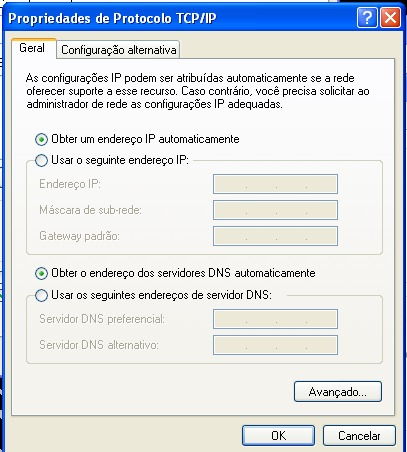 Propriedades de Protocolo TCP/IP
Geral
Configuração alternativa
As configurações IP podem ser atribuídas automaticamente se a rede
oferecer suporte a esse recurso. Caso contrário, você precisa solicitar ao
administrador de rede as configurações IP adequadas.
Obter um endereço IP automaticamente
Usar o seguinte endereço IP:
Endereço IP:
Máscara de sub-rede:
Gateway padrão:
Obter o endereço dos servidores DNS automaticamente
Usar os seguintes endereços de servidor DNS:
Servidor DNS preferencial:
Servidor DNS alternativo:
Avançado...
OK
Cancelar